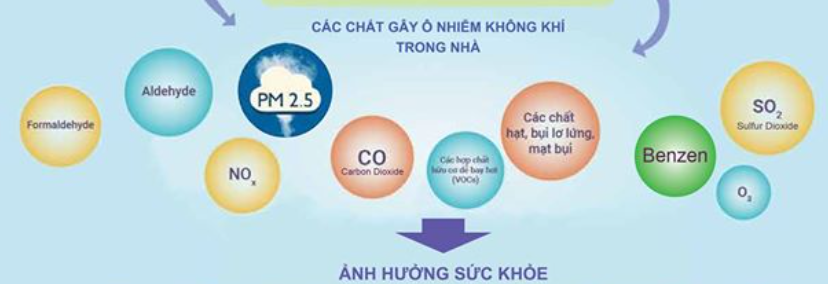 CÁC CHẤT GÂY Ô NHIỄM KHÔNG KHÍ
TRONG NHÀ
Formaldehyde
Aldehyde
PM 2.5
NOx
CO
Carbon Dioxide
Các hợp chất
hữu cơ dễ bay hơi
(VOCs)
Các chất
hạt, bụi lơ lửng,
mạt bụi
Benzen
SO2
Sulfur Dioxide
O3
ẢNH HƯỞNG SỨC KHỎE